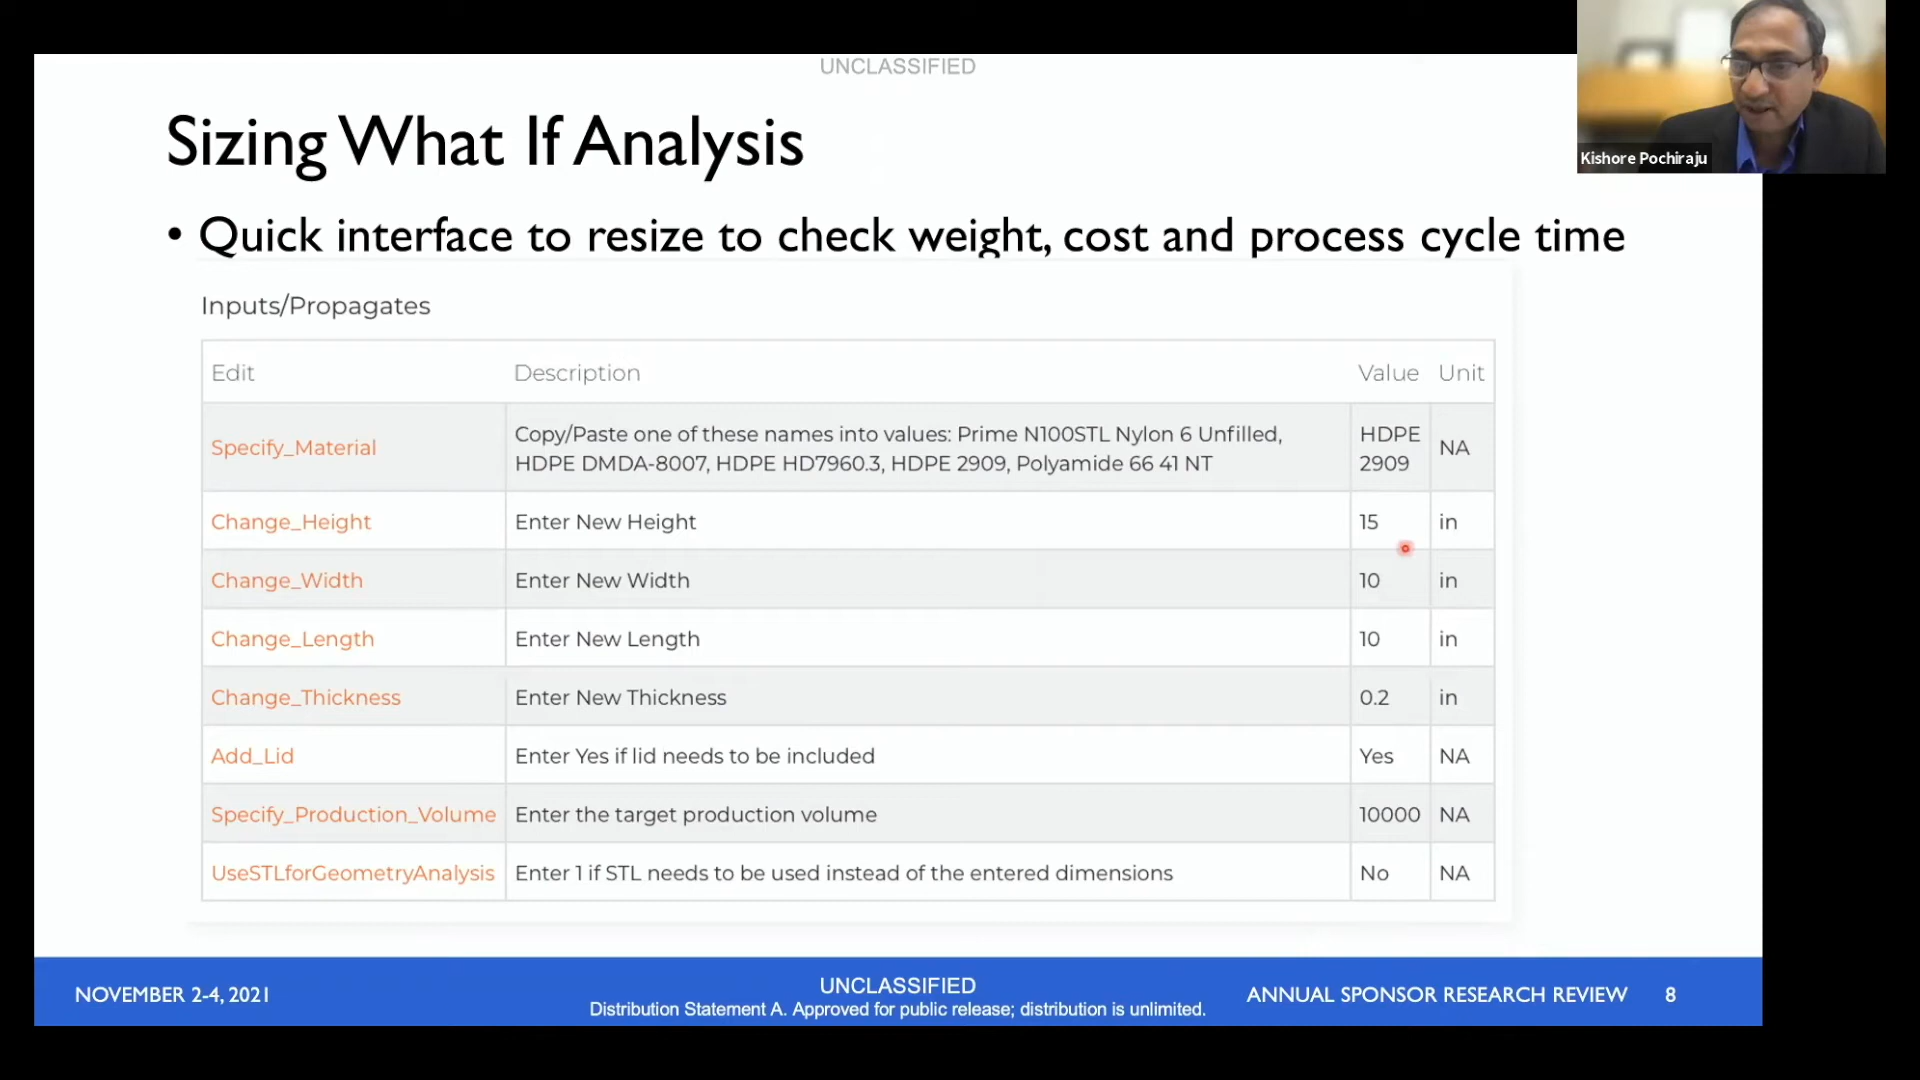 UNCLASSIFIED
Sizing What If Analysis
• Quick interface to resize to check weight, cost and process cycle time
Kishore Pochiraju
Inputs/Propagates
Edit Description Value Unit
Specify_Material Copy/Paste one of these names into values: Prime N100STL Nylon 6 Unfilled, HDPE DMDA-8007, HDPE HD7960.3, HDPE 2909, Polyamide 66 41 NT HDPE 2909 NA
Change_Height Enter New Height 15 in
Change_Width Enter New Width 10 in
Change_Length Enter New Length 10 in
Change_Thickness Enter New Thickness 0.2 in
Add_Lid Enter Yes if lid needs to be included Yes NA
Specify_Production_Volume Enter the target production volume 10000 NA
UseSTLforGeometryAnalysis Enter 1 if STL needs to be used instead of the entered dimensions No NA
NOVEMBER 2-4, 2021
UNCLASSIFIED
Distribution Statement A. Approved for public release; distribution is unlimited.
ANNUAL SPONSOR RESEARCH REVIEW 8